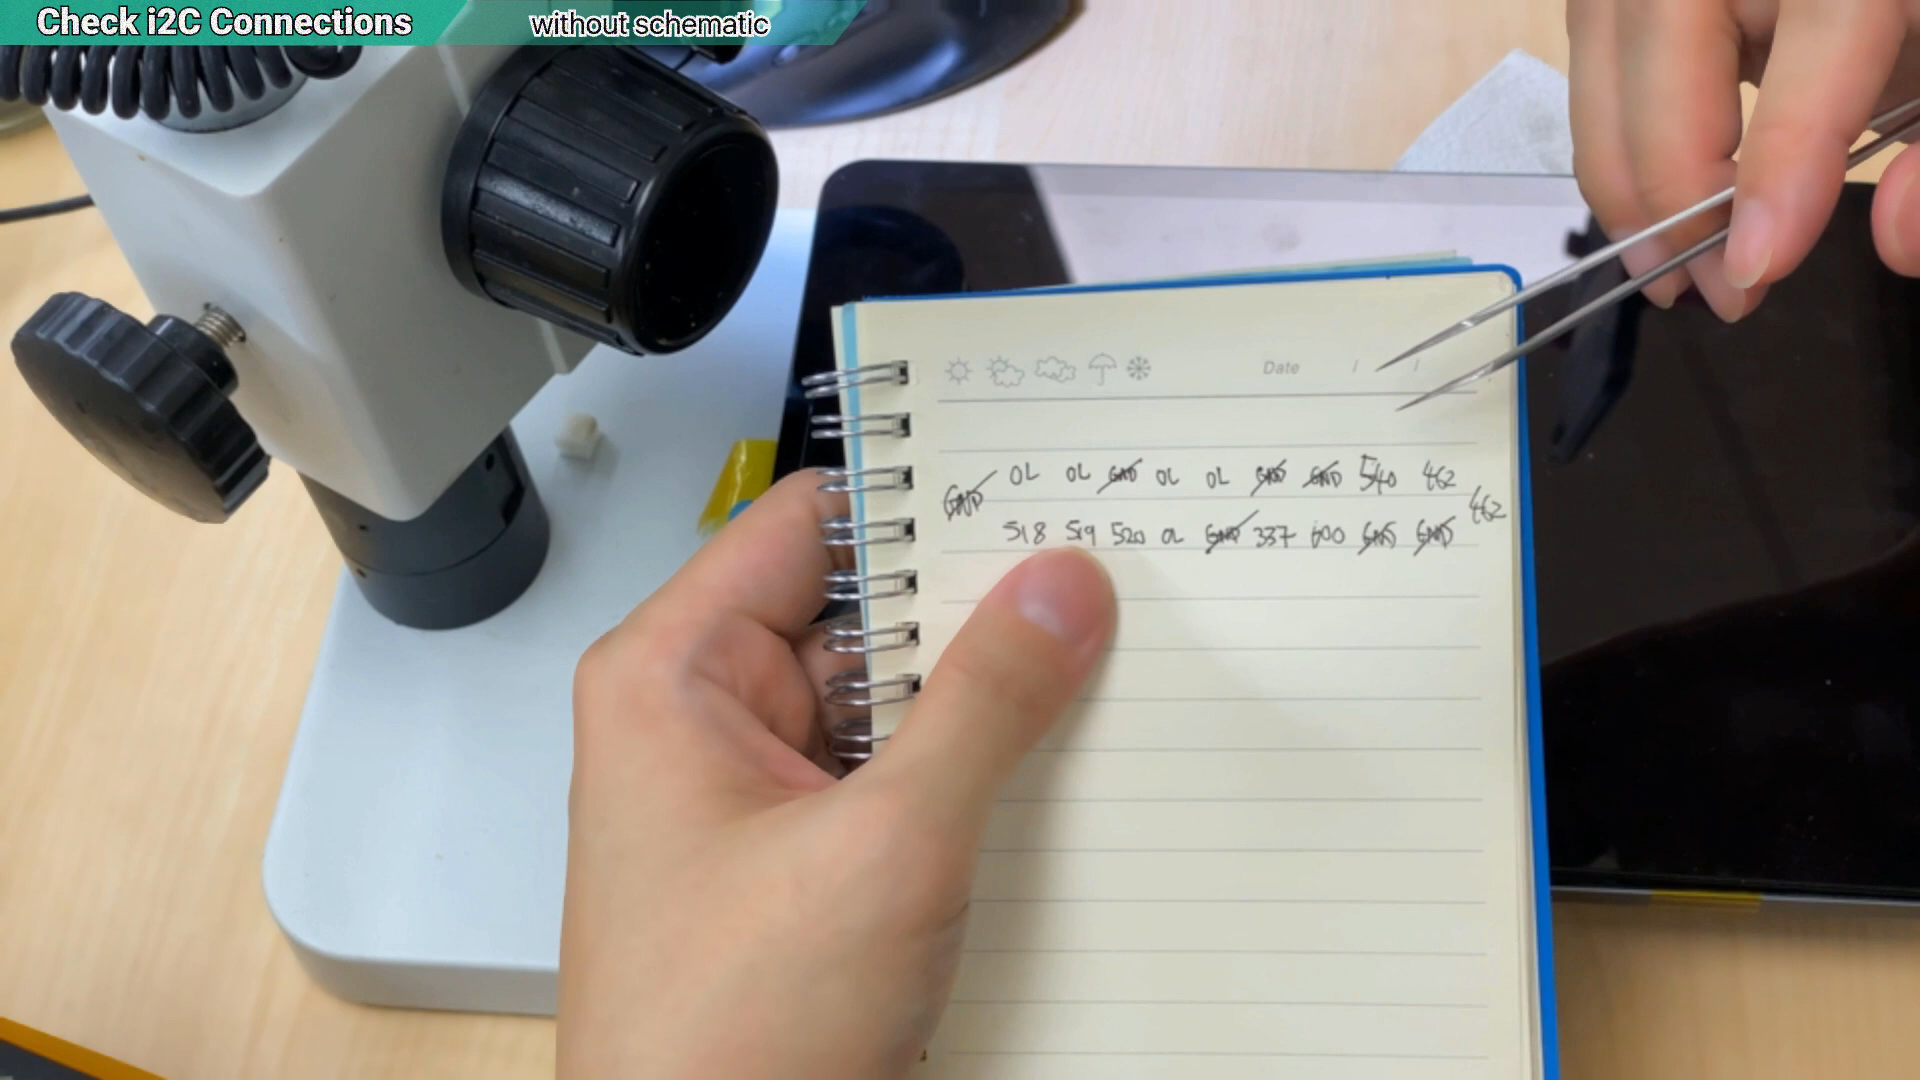 Check i2C Connections
without schematic
Date / /
OL OL GND OL OL GND GND 540 462
GND 462
518 519 520 OL GND 337 600 GND GND